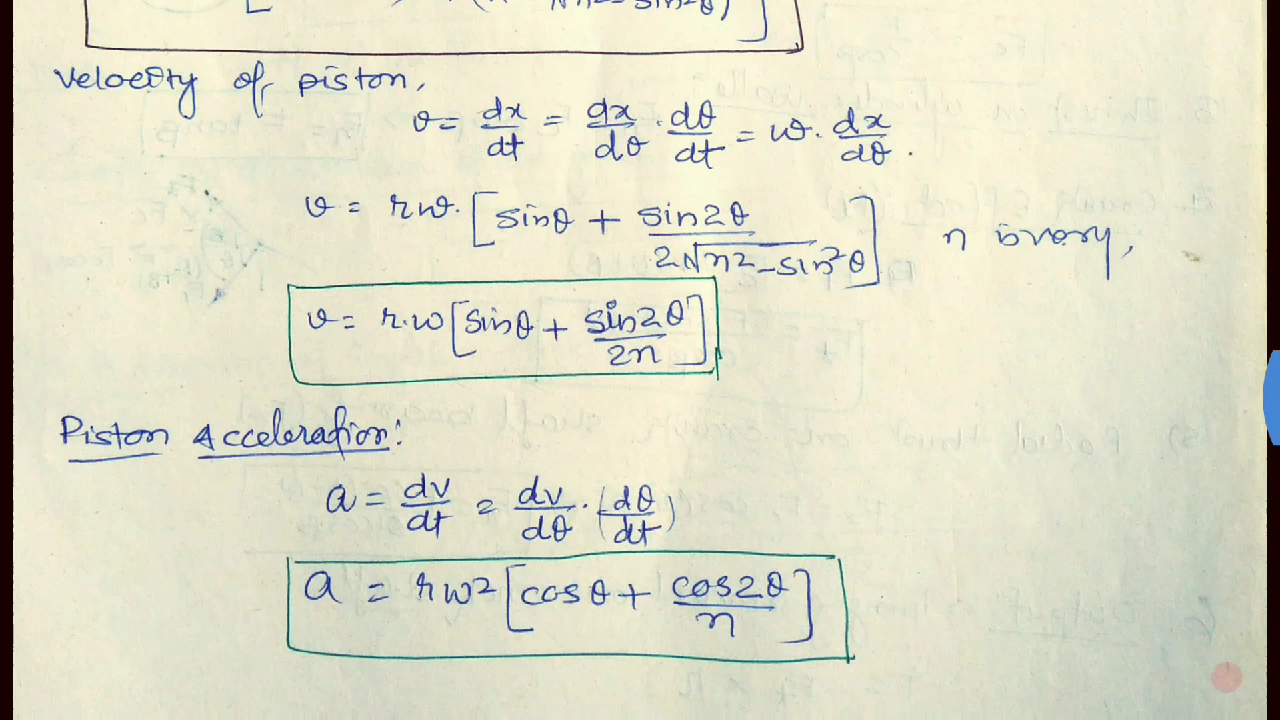 velocity of piston,
v = dx/dt = dx/dθ . dθ/dt = ω . dx/dθ .
v = rω. [sinθ + sin2θ / 2√n2-sin2θ] n is very,
v = r.ω [sinθ + sin2θ / 2n]
Piston Acceleration:
a = dv/dt = dv/dθ . (dθ/dt)
a = rω2 [cosθ + cos2θ / n]